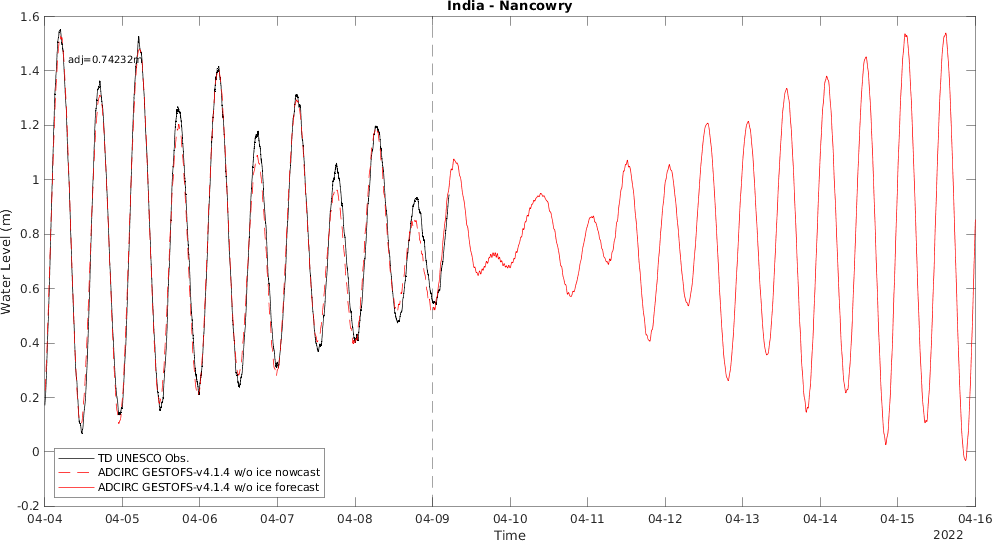 India - Nancowry
1.6
1.4
1.2
1
0.8
0.6
0.4
0.2
0
-0.2
Water Level (m)
adj=0.74232m
TD UNESCO Obs.
ADCIRC GESTOFS-v4.1.4 w/o ice nowcast
ADCIRC GESTOFS-v4.1.4 w/o ice forecast
04-04 04-05 04-06 04-07 04-08 04-09 04-10 04-11 04-12 04-13 04-14 04-15 04-16
Time
2022